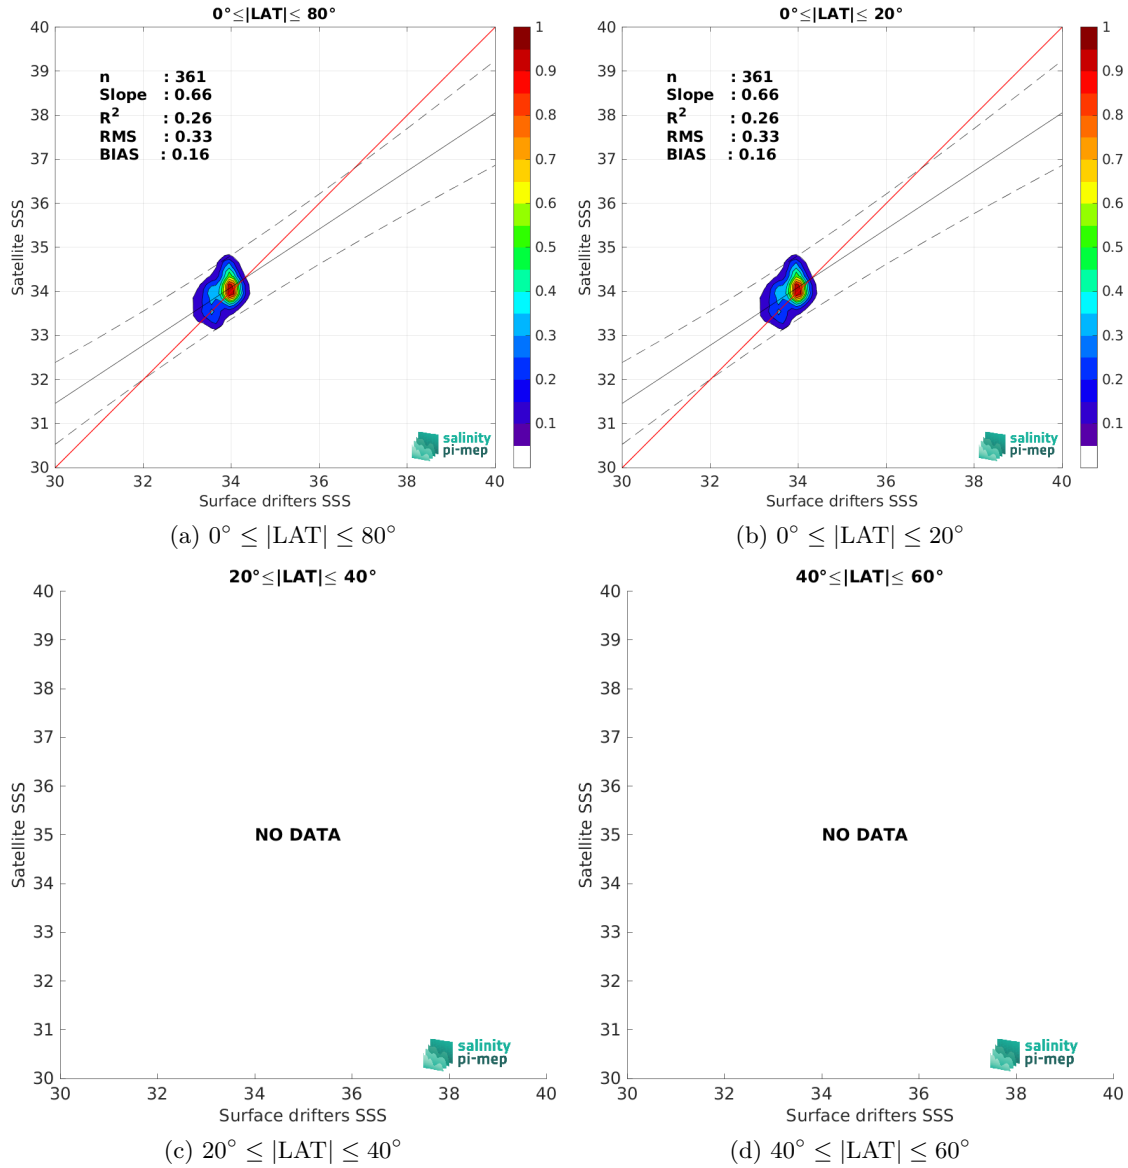 0°≤|LAT|≤ 80°
40
39
38
37
36
35
34
33
32
31
30
Satellite SSS
n : 361
Slope : 0.66
R² : 0.26
RMS : 0.33
BIAS : 0.16
salinity
pi-mep
30 32 34 36 38 40
Surface drifters SSS
1
0.9
0.8
0.7
0.6
0.5
0.4
0.3
0.2
0.1
(a) 0° ≤ |LAT| ≤ 80°
0°≤|LAT|≤ 20°
40
39
38
37
36
35
34
33
32
31
30
Satellite SSS
n : 361
Slope : 0.66
R² : 0.26
RMS : 0.33
BIAS : 0.16
salinity
pi-mep
30 32 34 36 38 40
Surface drifters SSS
1
0.9
0.8
0.7
0.6
0.5
0.4
0.3
0.2
0.1
(b) 0° ≤ |LAT| ≤ 20°
20°≤|LAT|≤ 40°
40
39
38
37
36
35
34
33
32
31
30
Satellite SSS
NO DATA
salinity
pi-mep
30 32 34 36 38 40
Surface drifters SSS
(c) 20° ≤ |LAT| ≤ 40°
40°≤|LAT|≤ 60°
40
39
38
37
36
35
34
33
32
31
30
Satellite SSS
NO DATA
salinity
pi-mep
30 32 34 36 38 40
Surface drifters SSS
(d) 40° ≤ |LAT| ≤ 60°